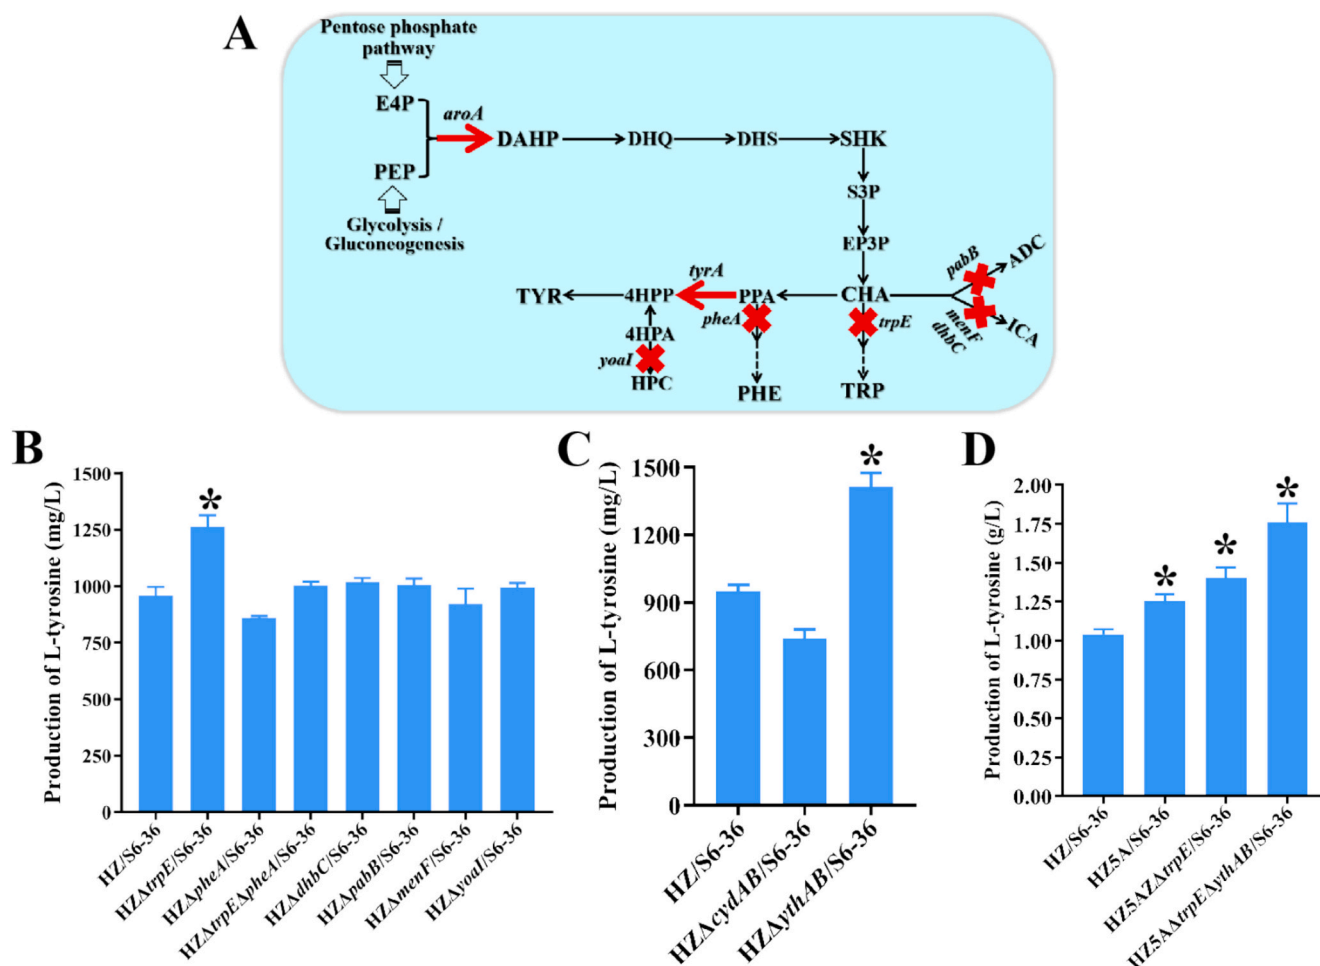 A
Pentose phosphate
pathway
E4P
aroA
DAHP
DHQ
DHS
SHK
PEP
S3P
Glycolysis /
Gluconeogenesis
EP3P
pabB
ADC
tyrA
TYR
4HPP
PPA
CHA
pheA
trpE
menF
dhbC
ICA
4HPA
yoaI
HPC
PHE
TRP
B
Production of L-tyrosine (mg/L)
1500
1250
1000
750
500
250
0
*
HZ/S6-36
HZΔtrpE/S6-36
HZΔpheA/S6-36
HZΔtrpEΔpheA/S6-36
HZΔdhbC/S6-36
HZΔpabB/S6-36
HZΔmenF/S6-36
HZΔyoaI/S6-36
C
Production of L-tyrosine (mg/L)
1500
1200
900
600
300
0
*
HZ/S6-36
HZΔcydAB/S6-36
HZΔythAB/S6-36
D
Production of L-tyrosine (g/L)
2.00
1.75
1.50
1.25
1.00
0.75
0.50
0.25
0.00
*
*
*
HZ/S6-36
HZ5A/S6-36
HZ5AZΔtrpE/S6-36
HZ5AΔtrpEΔythAB/S6-36